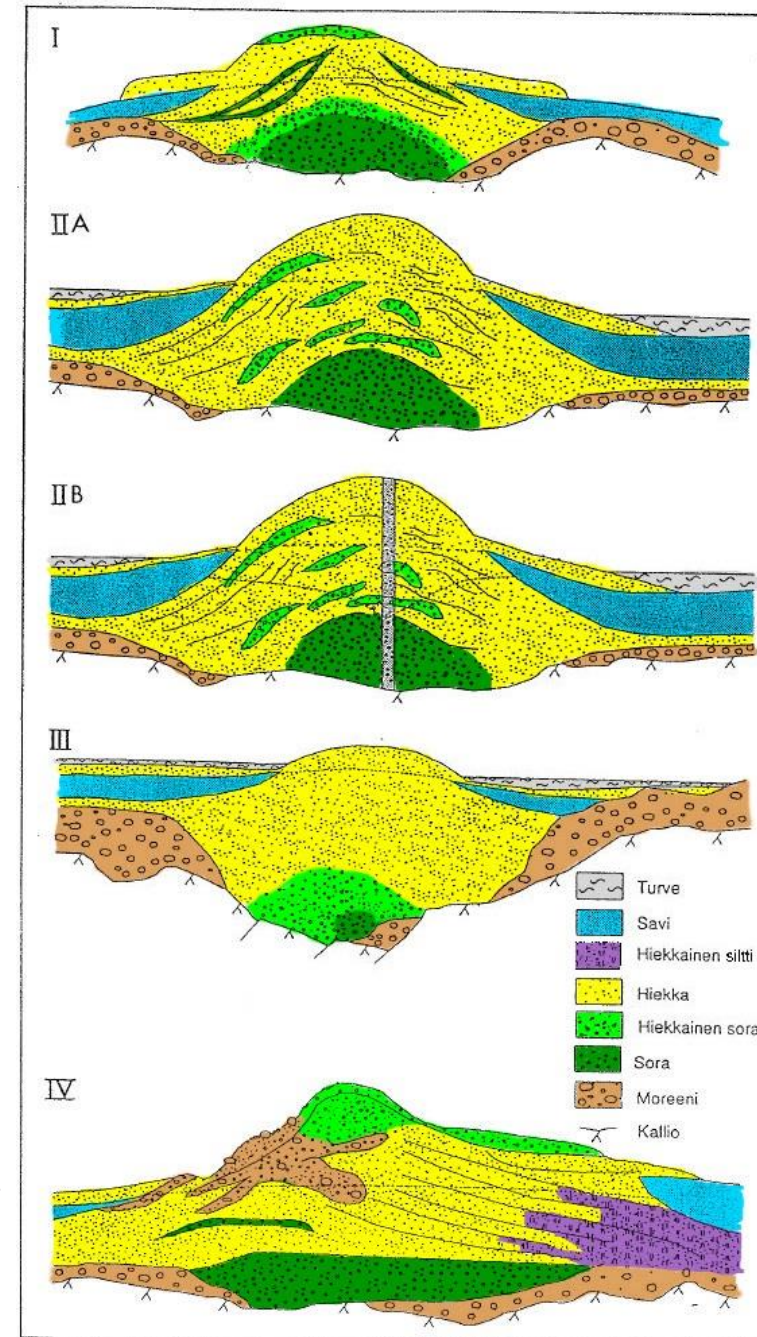 I
IIA
IIB
III
Turve
Savi
Hiekkainen siltti
Hiekka
Hiekkainen sora
Sora
Moreeni
Kallio
IV